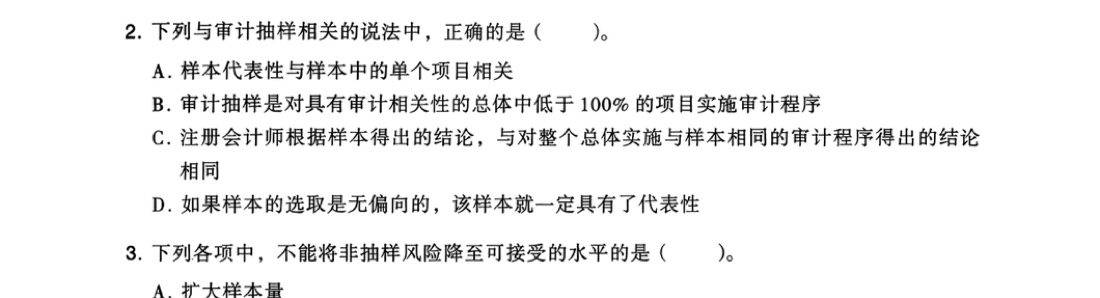 2. 下列与审计抽样相关的说法中，正确的是（　　）。
A. 样本代表性与样本中的单个项目相关
B. 审计抽样是对具有审计相关性的总体中低于 100% 的项目实施审计程序
C. 注册会计师根据样本得出的结论，与对整个总体实施与样本相同的审计程序得出的结论
相同
D. 如果样本的选取是无偏向的，该样本就一定具有了代表性
3. 下列各项中，不能将非抽样风险降至可接受的水平的是（　　）。
A. 扩大样本量